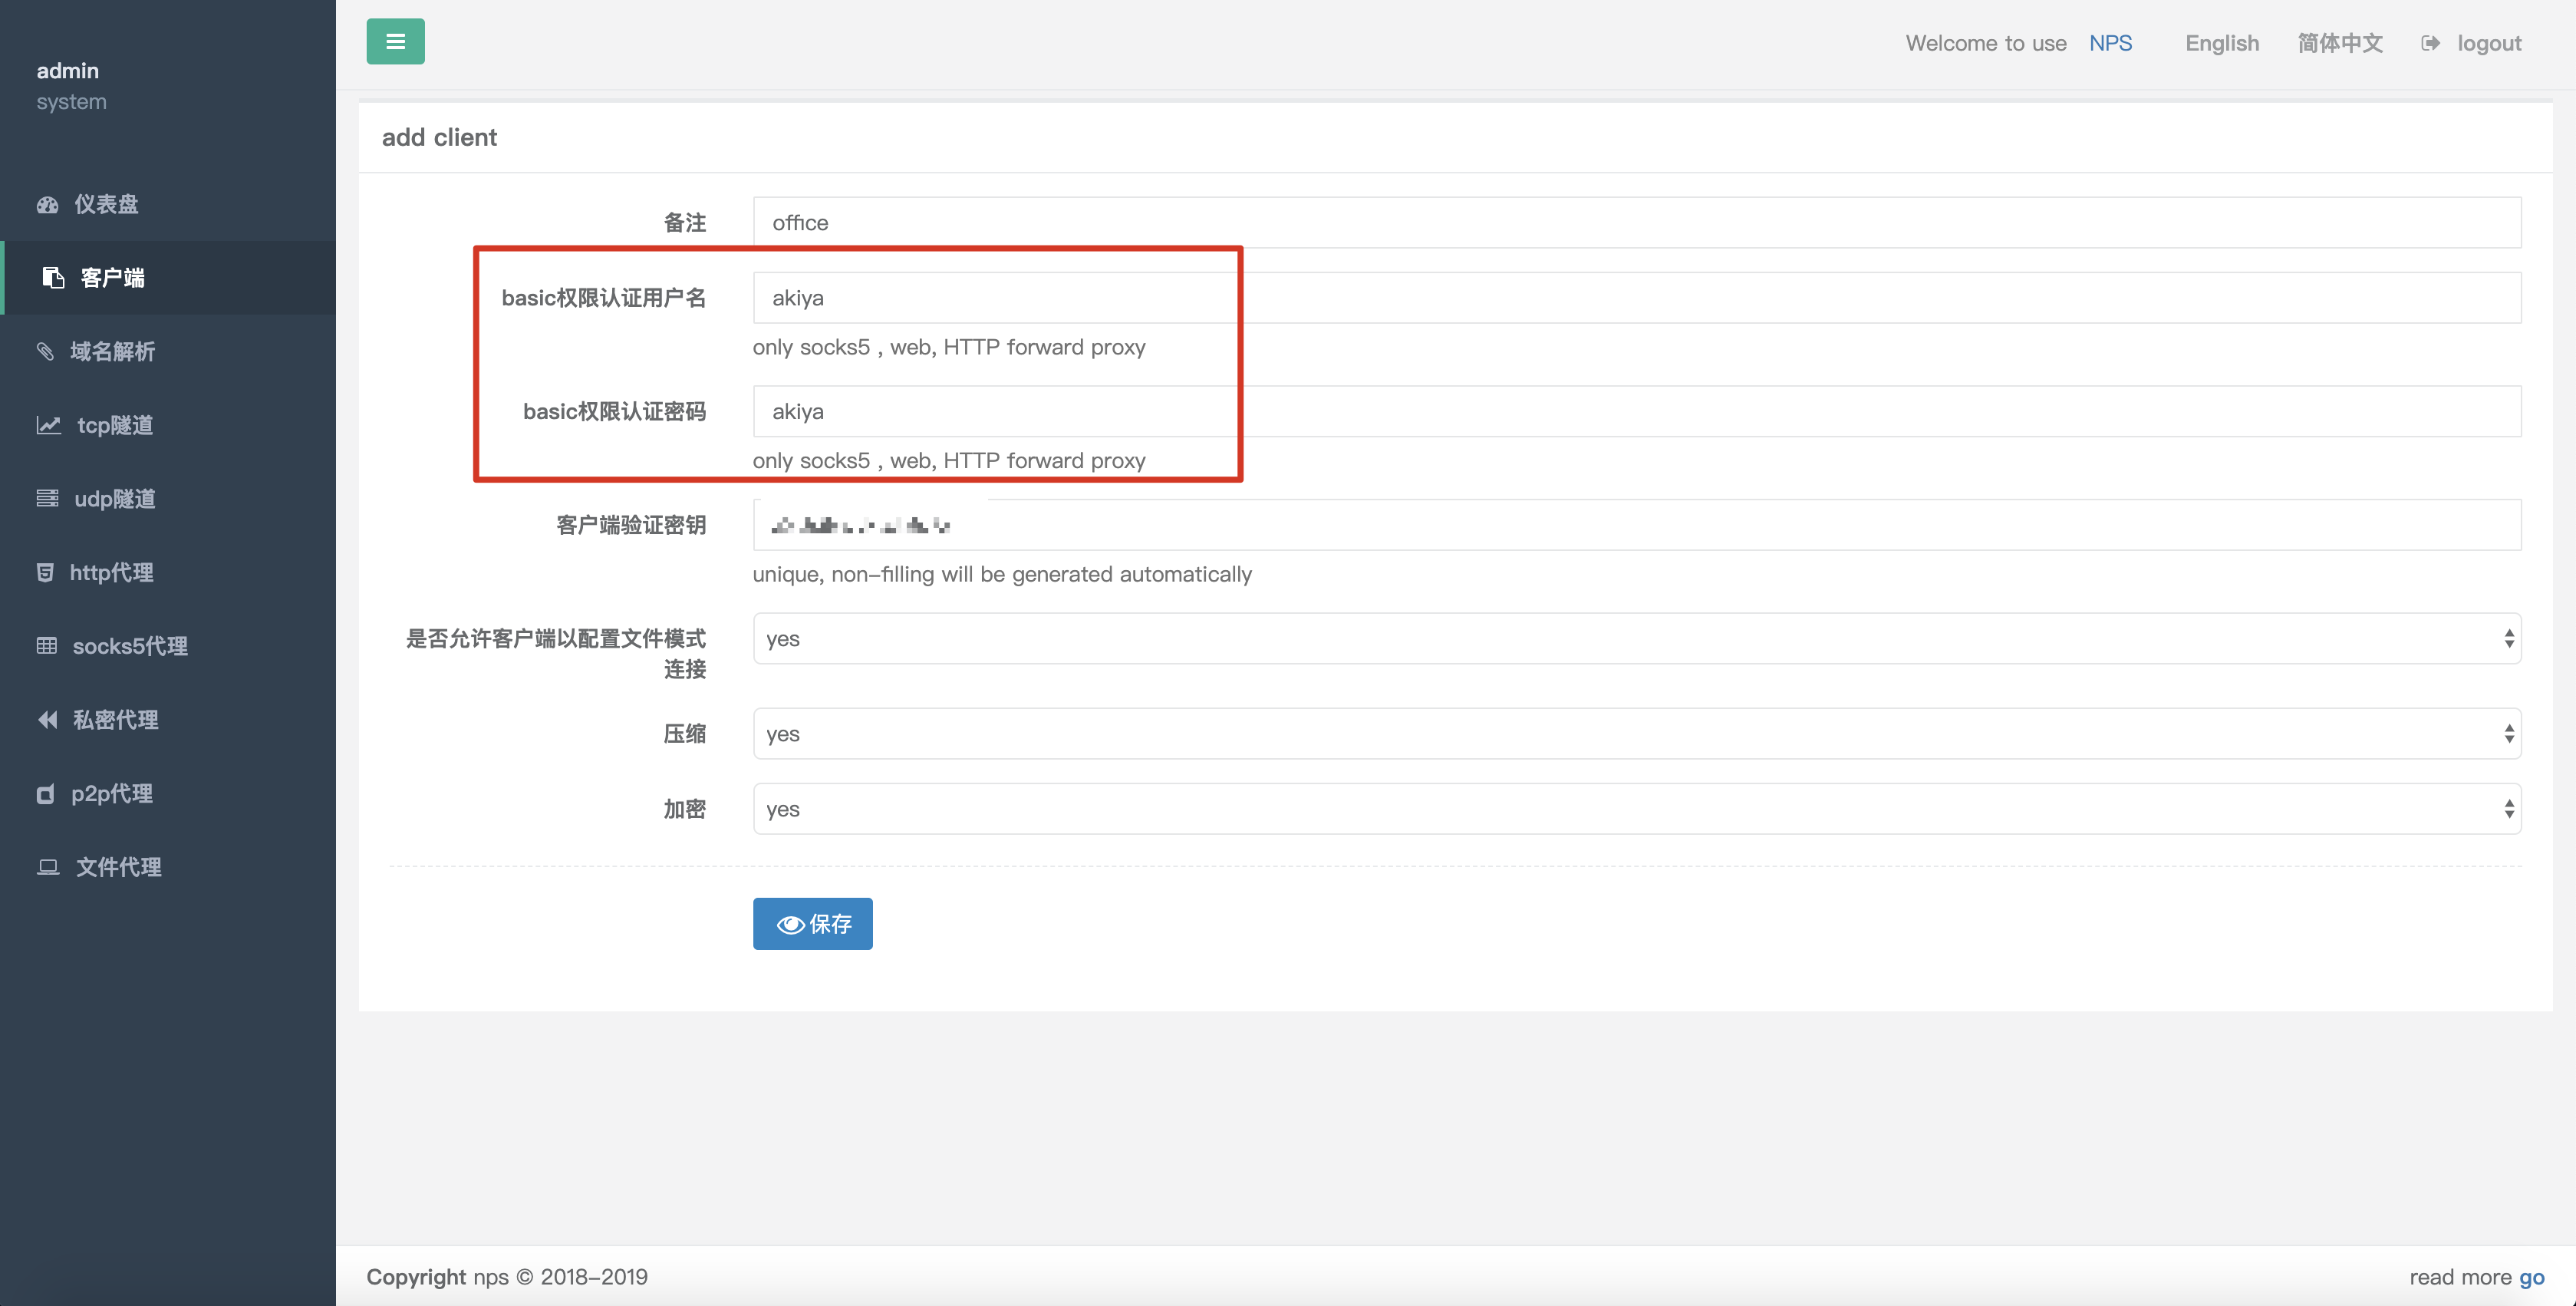 admin
system
仪表盘
客户端
域名解析
tcp隧道
udp隧道
http代理
socks5代理
私密代理
p2p代理
文件代理
Welcome to use NPS English 简体中文 logout
add client
备注 office
basic权限认证用户名 akiya
only socks5 , web, HTTP forward proxy
basic权限认证密码 akiya
only socks5 , web, HTTP forward proxy
客户端验证密钥
unique, non-filling will be generated automatically
是否允许客户端以配置文件模式 yes
连接
压缩 yes
加密 yes
保存
Copyright nps © 2018-2019
read more go